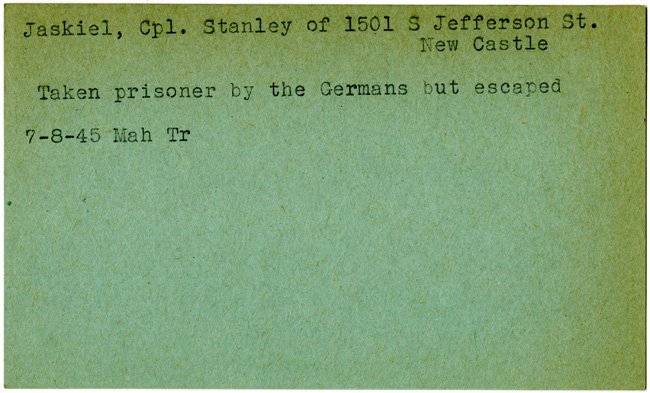 Jaskiel, Cpl. Stanley of 1501 S Jefferson St.
New Castle
Taken prisoner by the Germans but escaped
7-8-45 Mah Tr